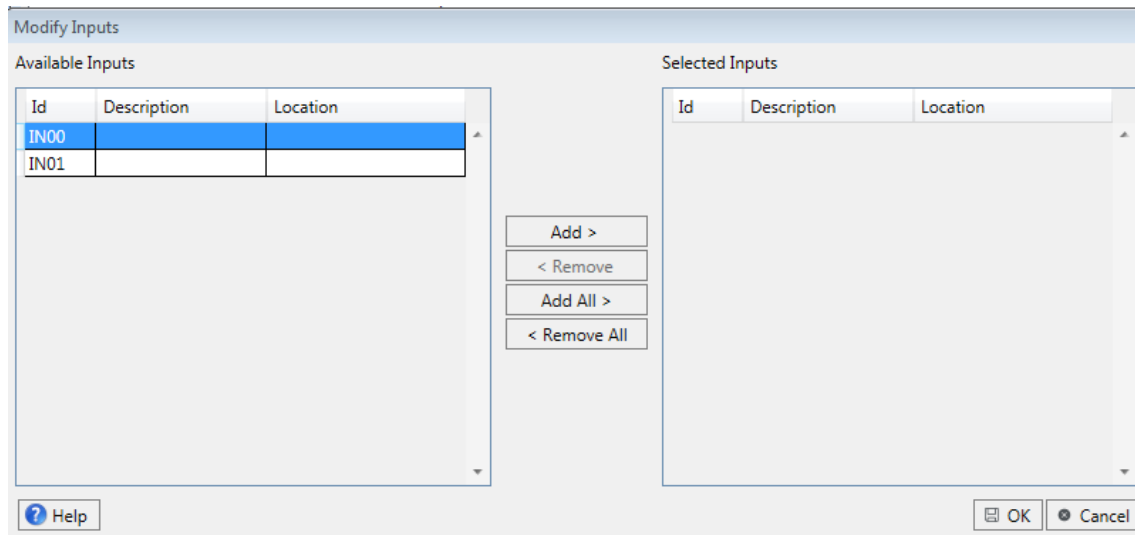 Modify Inputs
Available Inputs
Selected Inputs
Id Description Location
Id Description Location
IN00
IN01
Add >
< Remove
Add All >
< Remove All
Help
OK
Cancel